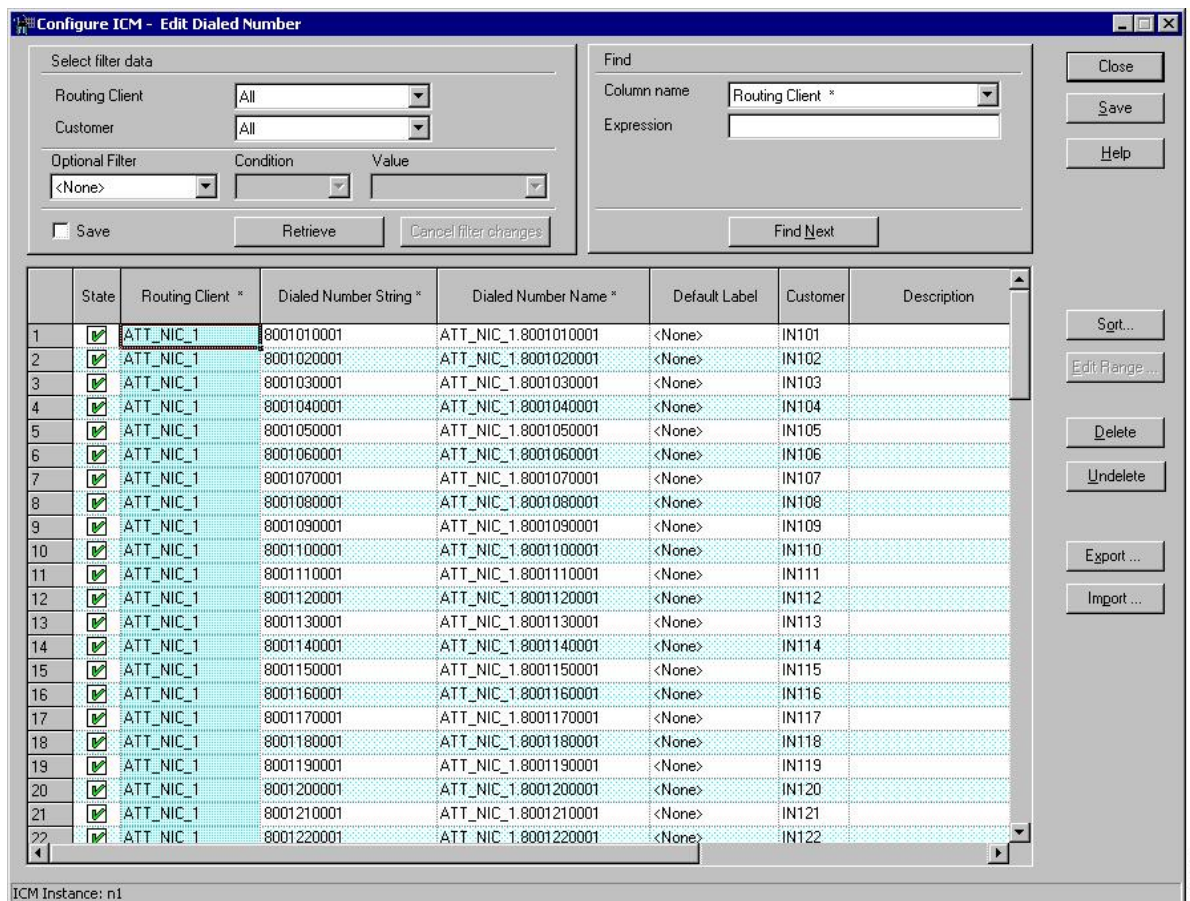 Configure ICM - Edit Dialed Number
Select filter data
Routing Client All
Customer All
Optional Filter Condition Value
<None>
Save Retrieve Cancel filter changes
Find
Column name Routing Client *
Expression
Find Next
Close
Save
Help
State Routing Client * Dialed Number String * Dialed Number Name * Default Label Customer Description
1 ATT_NIC_1 8001010001 ATT_NIC_1.8001010001 <None> IN101
2 ATT_NIC_1 8001020001 ATT_NIC_1.8001020001 <None> IN102
3 ATT_NIC_1 8001030001 ATT_NIC_1.8001030001 <None> IN103
4 ATT_NIC_1 8001040001 ATT_NIC_1.8001040001 <None> IN104
5 ATT_NIC_1 8001050001 ATT_NIC_1.8001050001 <None> IN105
6 ATT_NIC_1 8001060001 ATT_NIC_1.8001060001 <None> IN106
7 ATT_NIC_1 8001070001 ATT_NIC_1.8001070001 <None> IN107
8 ATT_NIC_1 8001080001 ATT_NIC_1.8001080001 <None> IN108
9 ATT_NIC_1 8001090001 ATT_NIC_1.8001090001 <None> IN109
10 ATT_NIC_1 8001100001 ATT_NIC_1.8001100001 <None> IN110
11 ATT_NIC_1 8001110001 ATT_NIC_1.8001110001 <None> IN111
12 ATT_NIC_1 8001120001 ATT_NIC_1.8001120001 <None> IN112
13 ATT_NIC_1 8001130001 ATT_NIC_1.8001130001 <None> IN113
14 ATT_NIC_1 8001140001 ATT_NIC_1.8001140001 <None> IN114
15 ATT_NIC_1 8001150001 ATT_NIC_1.8001150001 <None> IN115
16 ATT_NIC_1 8001160001 ATT_NIC_1.8001160001 <None> IN116
17 ATT_NIC_1 8001170001 ATT_NIC_1.8001170001 <None> IN117
18 ATT_NIC_1 8001180001 ATT_NIC_1.8001180001 <None> IN118
19 ATT_NIC_1 8001190001 ATT_NIC_1.8001190001 <None> IN119
20 ATT_NIC_1 8001200001 ATT_NIC_1.8001200001 <None> IN120
21 ATT_NIC_1 8001210001 ATT_NIC_1.8001210001 <None> IN121
22 ATT_NIC_1 8001220001 ATT_NIC_1.8001220001 <None> IN122
Sort...
Edit Range ...
Delete
Undelete
Export ...
Import ...
ICM Instance: n1